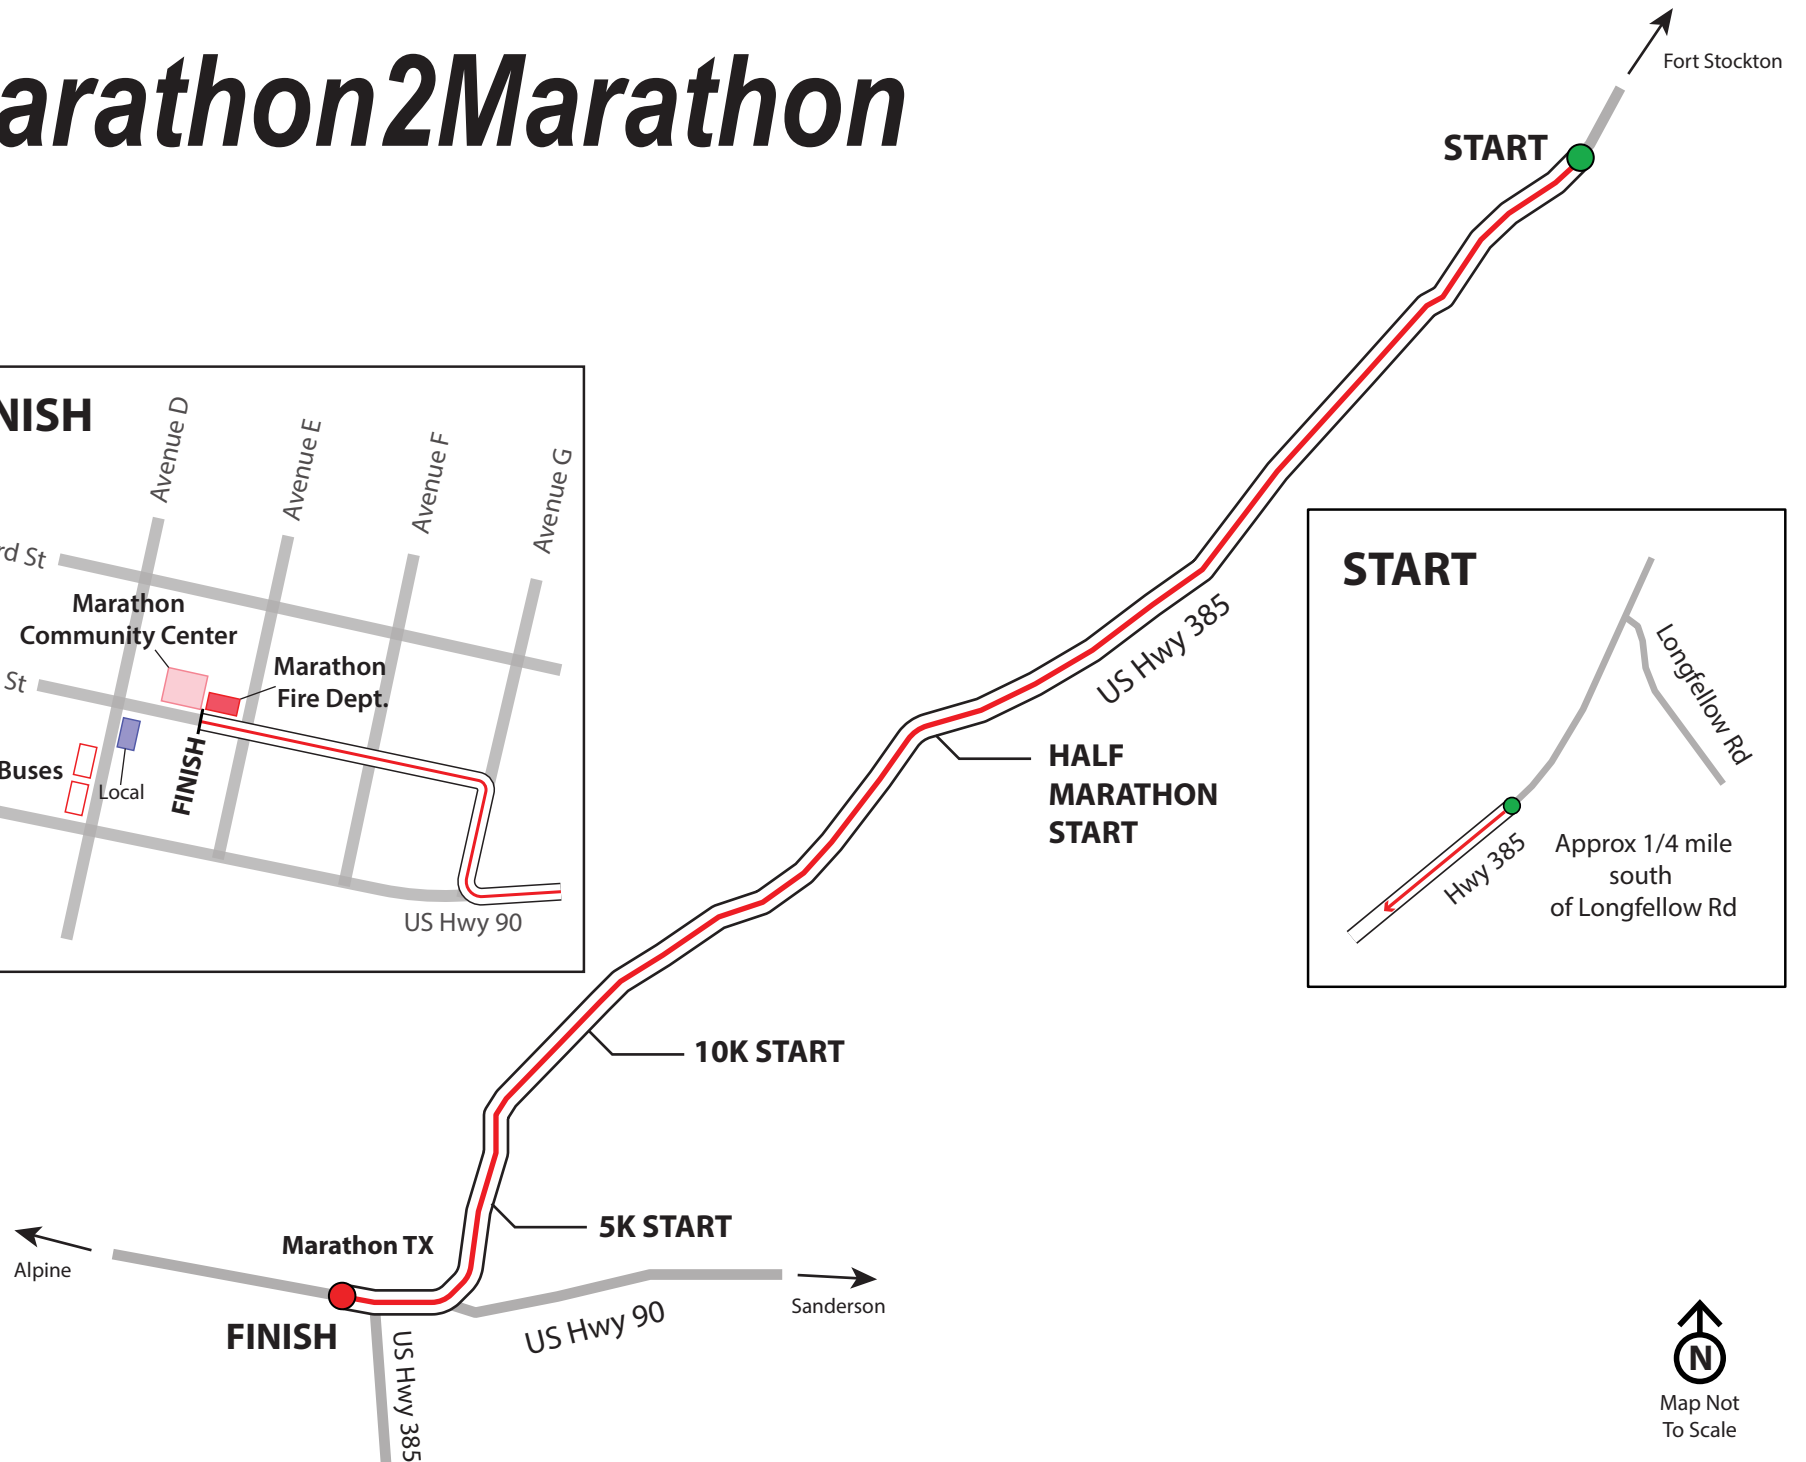 arathon2Marathon
Fort Stockton
START
NISH
Avenue D
Avenue E
Avenue F
Avenue G
rd St
Marathon
Community Center
St
Marathon
Fire Dept.
Buses
Local
FINISH
US Hwy 90
US Hwy 385
HALF
MARATHON
START
START
Longfellow Rd
Hwy 385
Approx 1/4 mile
south
of Longfellow Rd
10K START
5K START
Marathon TX
Alpine
FINISH
US Hwy 385
US Hwy 90
Sanderson
N
Map Not
To Scale